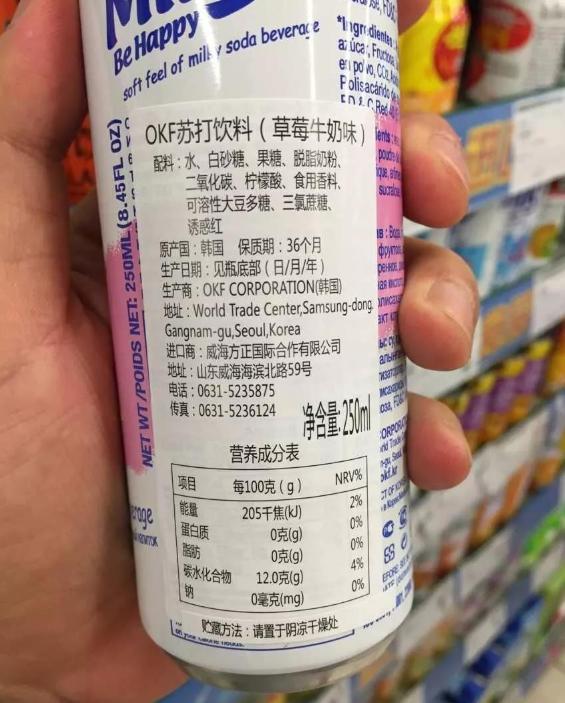 Be Happy
soft feel of milky soda beverage
*Ingredientes
azúcar, Fructosa
en polvo, CO2
Polisacárido de
NET WT/POIDS NET: 250ML(8.45FL OZ)
OKF苏打饮料(草莓牛奶味)
配料:水、白砂糖、果糖、脱脂奶粉、
二氧化碳、柠檬酸、食用香料、
可溶性大豆多糖、三氯蔗糖、
诱惑红
原产国:韩国 保质期:36个月
生产日期:见瓶底部(日/月/年)
生产商:OKF CORPORATION(韩国)
地址:World Trade Center,Samsung-dong.
Gangnam-gu,Seoul,Korea
进口商:威海方正国际合作有限公司
地址:山东威海海滨北路59号
电话:0631-5235875
传真:0631-5236124
净含量:250ml
营养成分表
项目 每100克(g) NRV%
能量 205千焦(kJ) 2%
蛋白质 0克(g) 0%
脂肪 0克(g) 0%
碳水化合物 12.0克(g) 4%
钠 0毫克(mg) 0%
贮藏方法:请置于阴凉干燥处